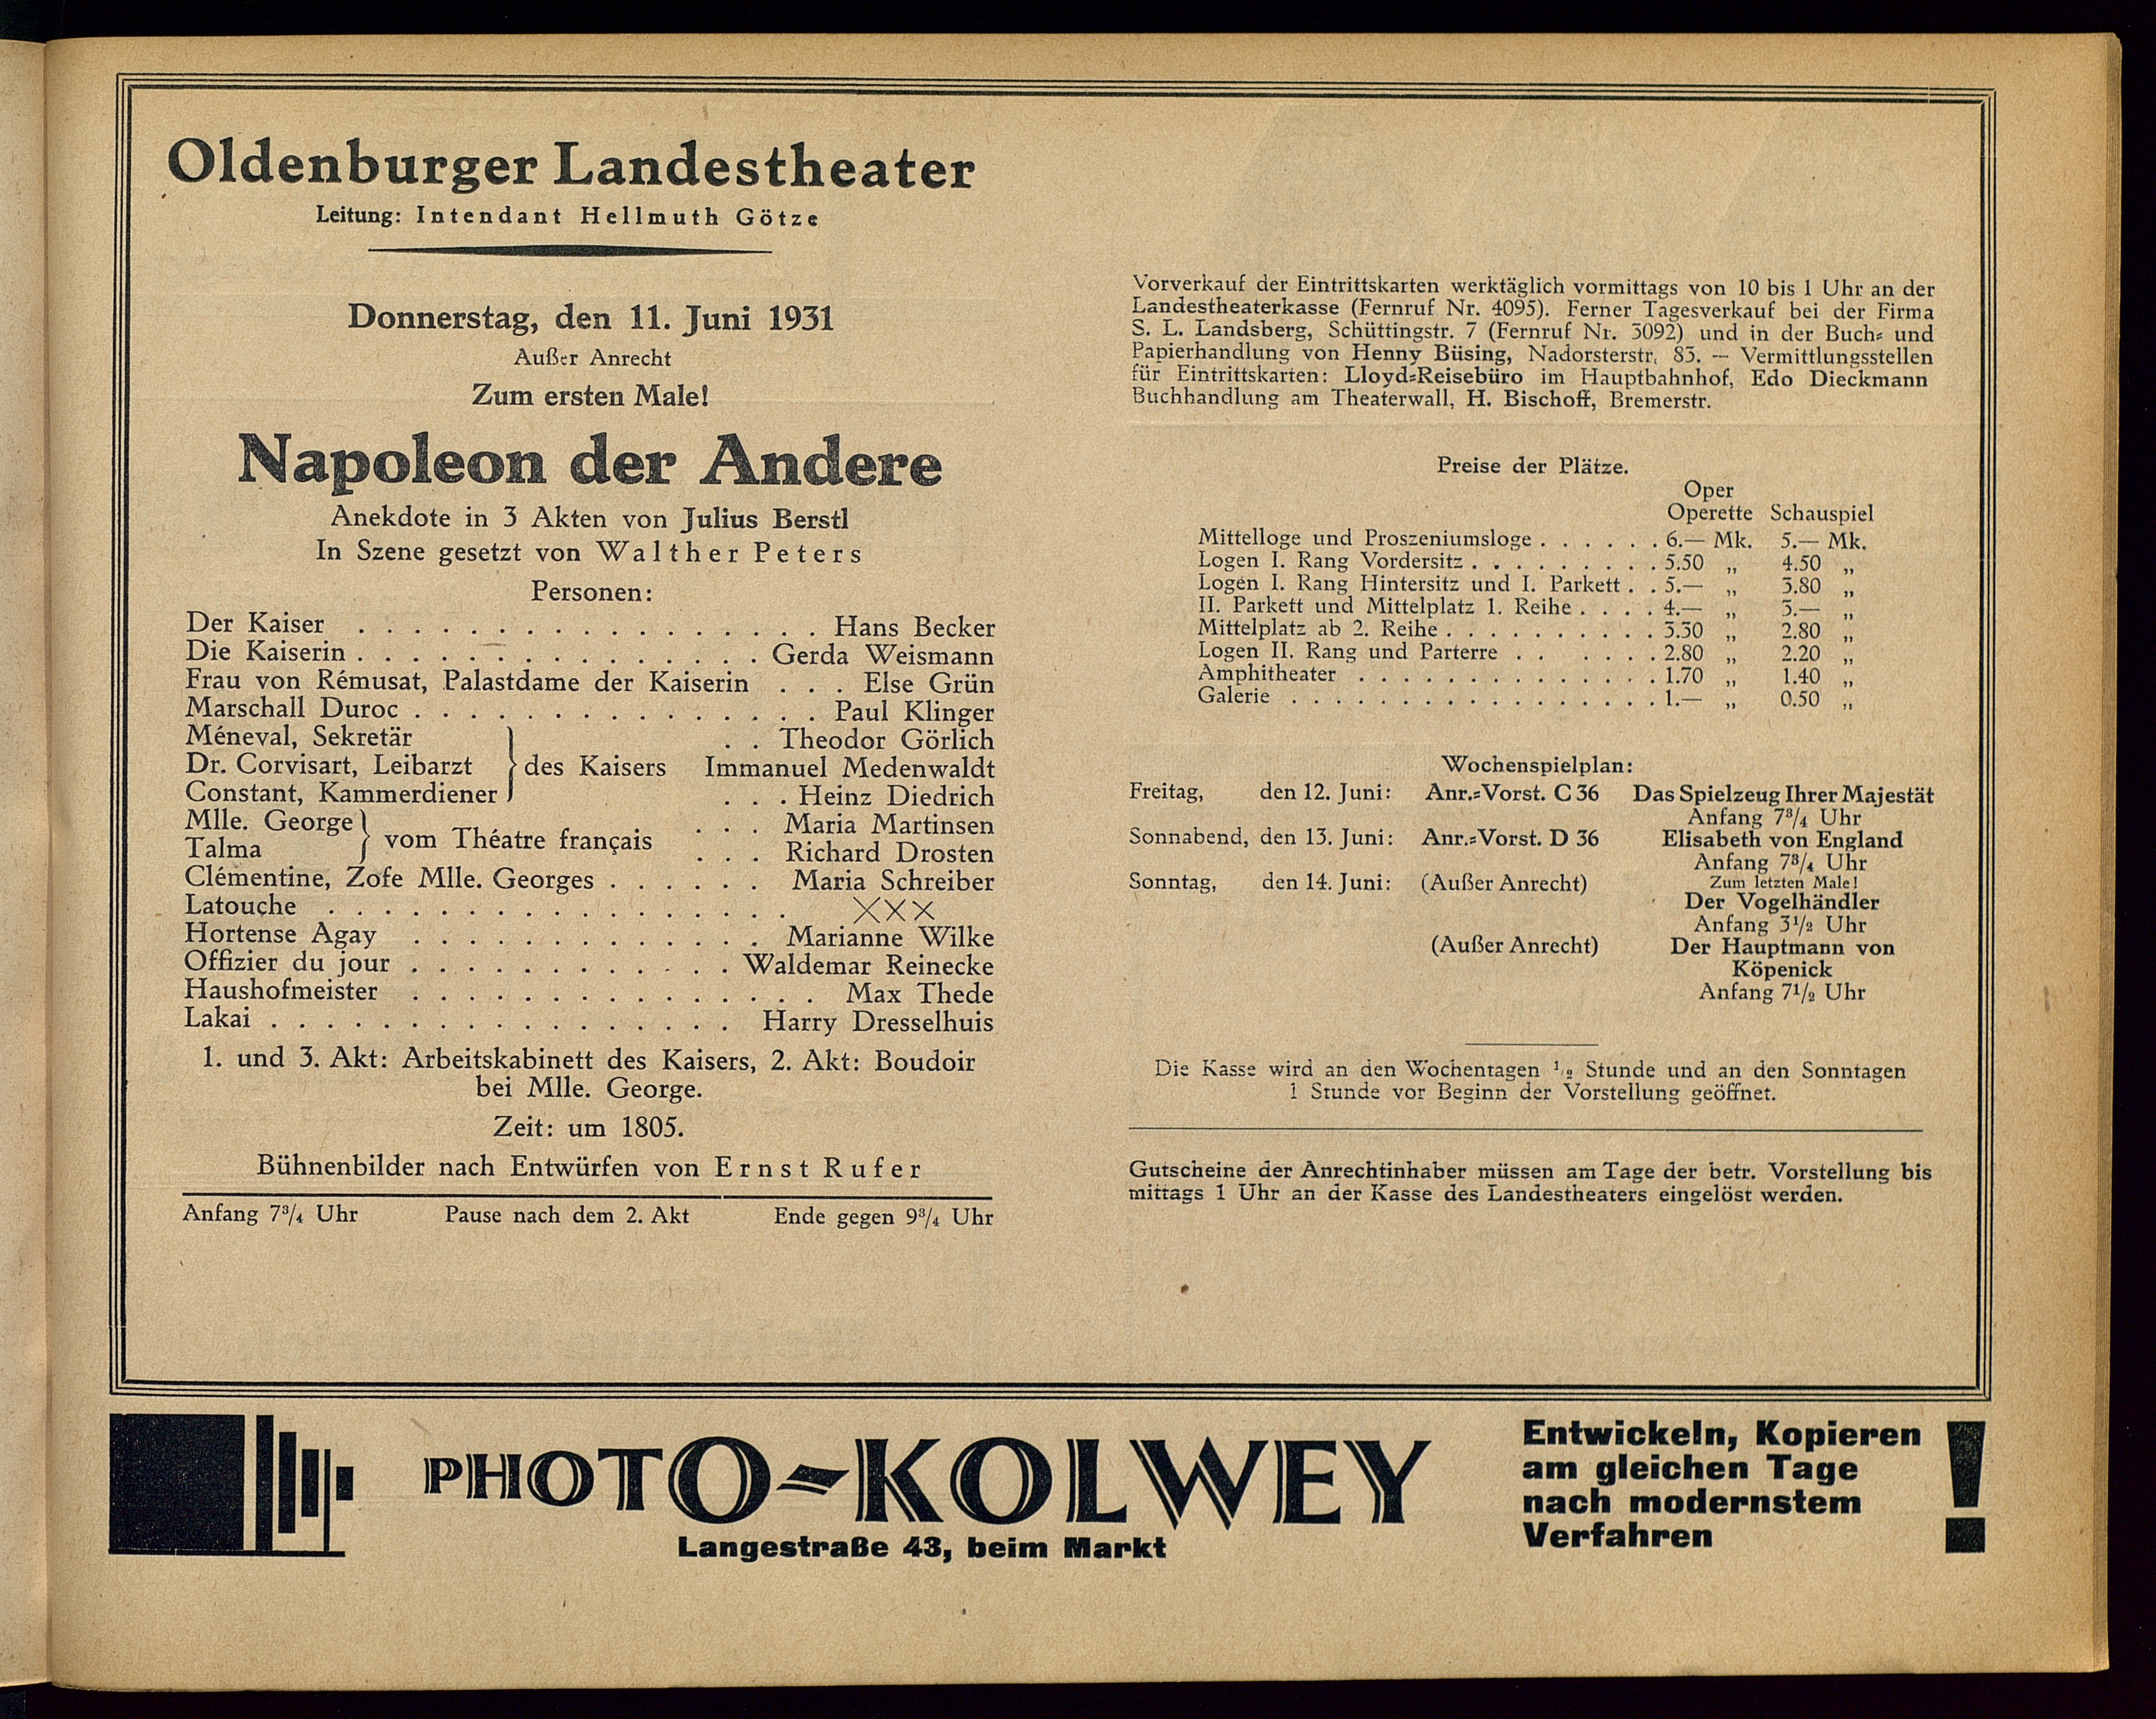 Oldenburger Landestheater
Leitung: Intendant Hellmuth Götze
Donnerstag, den 11. Juni 1931
Außer Anrecht
Zum ersten Male!
Napoleon der Andere
Anekdote in 3 Akten von Julius Berstl
In Szene gesetzt von Walther Peters
Personen:
Der Kaiser . . . . . . . . . . . . . . . . . Hans Becker
Die Kaiserin . . . . . . . . . . . . . . . Gerda Weismann
Frau von Rémusat, Palastdame der Kaiserin . . . Else Grün
Marschall Duroc . . . . . . . . . . . . . . . Paul Klinger
Méneval, Sekretär . . Theodor Görlich
Dr. Corvisart, Leibarzt } des Kaisers Immanuel Medenwaldt
Constant, Kammerdiener . . . Heinz Diedrich
Mlle. George . . . Maria Martinsen
} vom Théatre français
Talma . . . Richard Drosten
Clémentine, Zofe Mlle. Georges . . . . . . Maria Schreiber
Latouche . . . . . . . . . . . . . . . . . XXX
Hortense Agay . . . . . . . . . . . . . Marianne Wilke
Offizier du jour . . . . . . . . . . . . Waldemar Reinecke
Haushofmeister . . . . . . . . . . . . . . . Max Thede
Lakai . . . . . . . . . . . . . . . . . Harry Dresselhuis
1. und 3. Akt: Arbeitskabinett des Kaisers, 2. Akt: Boudoir
bei Mlle. George.
Zeit: um 1805.
Bühnenbilder nach Entwürfen von Ernst Rufer
Anfang 7¾ Uhr Pause nach dem 2. Akt Ende gegen 9¾ Uhr
Vorverkauf der Eintrittskarten werktäglich vormittags von 10 bis 1 Uhr an der
Landestheaterkasse (Fernruf Nr. 4095). Ferner Tagesverkauf bei der Firma
S. L. Landsberg, Schüttingstr. 7 (Fernruf Nr. 3092) und in der Buch= und
Papierhandlung von Henny Büsing, Nadorsterstr. 83. — Vermittlungsstellen
für Eintrittskarten: Lloyd=Reisebüro im Hauptbahnhof, Edo Dieckmann
Buchhandlung am Theaterwall, H. Bischoff, Bremerstr.
Preise der Plätze.
Oper
Operette Schauspiel
Mittelloge und Proszeniumsloge . . . . . . 6.— Mk. 5.— Mk.
Logen I. Rang Vordersitz . . . . . . . . . 5.50 „ 4.50 „
Logen I. Rang Hintersitz und I. Parkett . . 5.— „ 3.80 „
II. Parkett und Mittelplatz 1. Reihe . . . . 4.— „ 3.— „
Mittelplatz ab 2. Reihe . . . . . . . . . . 3.30 „ 2.80 „
Logen II. Rang und Parterre . . . . . . 2.80 „ 2.20 „
Amphitheater . . . . . . . . . . . . . . 1.70 „ 1.40 „
Galerie . . . . . . . . . . . . . . . . . 1.— „ 0.50 „
Wochenspielplan:
Freitag, den 12. Juni: Anr.=Vorst. C 36 Das Spielzeug Ihrer Majestät
Anfang 7¾ Uhr
Sonnabend, den 13. Juni: Anr.=Vorst. D 36 Elisabeth von England
Anfang 7¾ Uhr
Sonntag, den 14. Juni: (Außer Anrecht) Zum letzten Male!
Der Vogelhändler
Anfang 3½ Uhr
(Außer Anrecht) Der Hauptmann von
Köpenick
Anfang 7½ Uhr
Die Kasse wird an den Wochentagen ½ Stunde und an den Sonntagen
1 Stunde vor Beginn der Vorstellung geöffnet.
Gutscheine der Anrechtinhaber müssen am Tage der betr. Vorstellung bis
mittags 1 Uhr an der Kasse des Landestheaters eingelöst werden.
PHOTO=KOLWEY
Langestraße 43, beim Markt
Entwickeln, Kopieren
am gleichen Tage
nach modernstem
Verfahren !